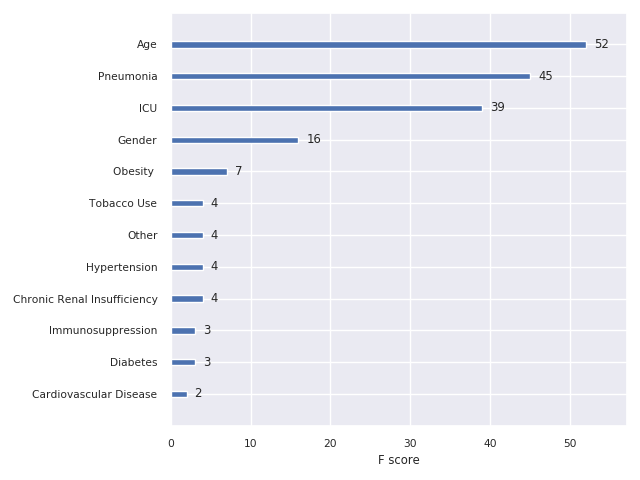 Age 52
Pneumonia 45
ICU 39
Gender 16
Obesity 7
Tobacco Use 4
Other 4
Hypertension 4
Chronic Renal Insufficiency 4
Immunosuppression 3
Diabetes 3
Cardiovascular Disease 2
0 10 20 30 40 50
F score